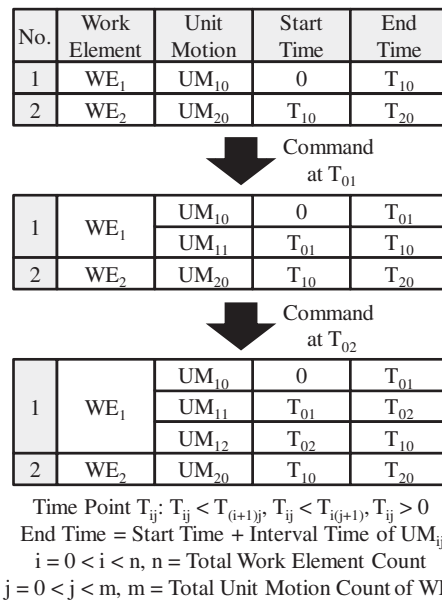 No. Work Element Unit Motion Start Time End Time
1 WE₁ UM₁₀ 0 T₁₀
2 WE₂ UM₂₀ T₁₀ T₂₀
Command
at T₀₁
1 WE₁ UM₁₀ 0 T₀₁
UM₁₁ T₀₁ T₁₀
2 WE₂ UM₂₀ T₁₀ T₂₀
Command
at T₀₂
1 WE₁ UM₁₀ 0 T₀₁
UM₁₁ T₀₁ T₀₂
UM₁₂ T₀₂ T₁₀
2 WE₂ UM₂₀ T₁₀ T₂₀
Time Point Tᵢⱼ: Tᵢⱼ < T₍ᵢ₊₁₎ⱼ, Tᵢⱼ < Tᵢ₍ⱼ₊₁₎, Tᵢⱼ > 0
End Time = Start Time + Interval Time of UMᵢⱼ
i = 0 < i < n, n = Total Work Element Count
j = 0 < j < m, m = Total Unit Motion Count of